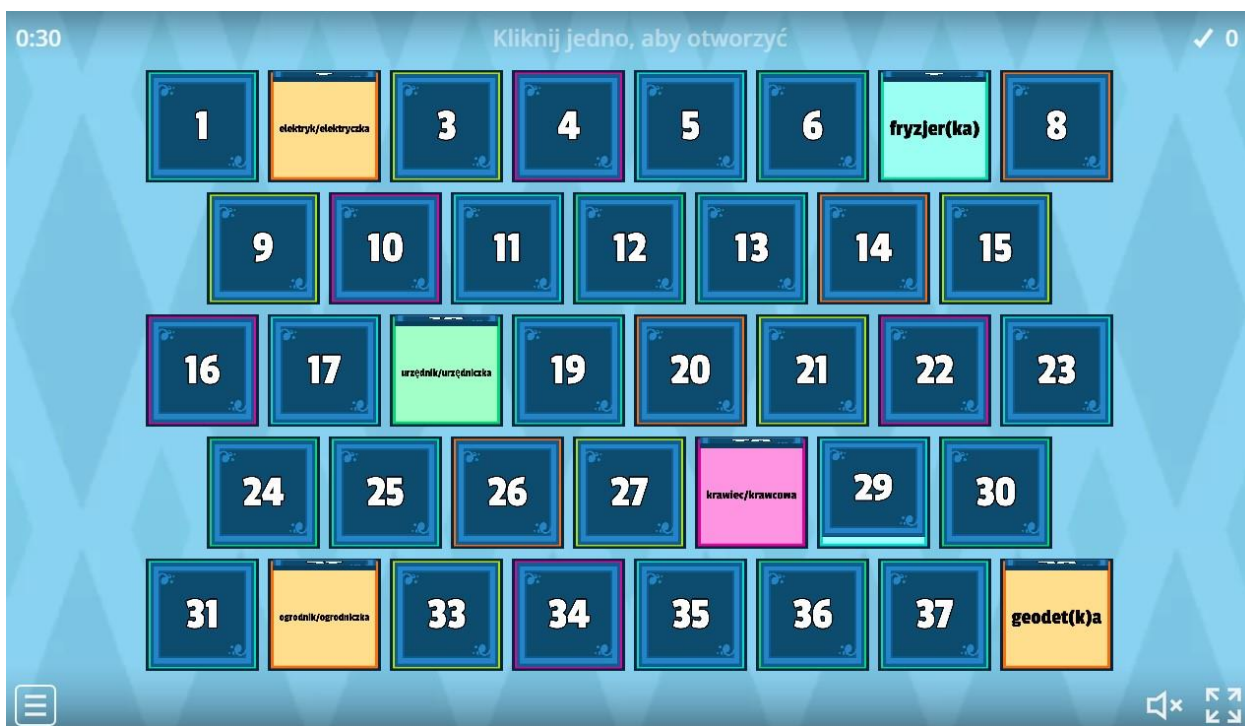 0:30 Kliknij jedno, aby otworzyć 0
1 elektryk/elektryczka 3 4 5 6 fryzjer(ka) 8
9 10 11 12 13 14 15
16 17 urzędnik/urzędniczka 19 20 21 22 23
24 25 26 27 krawiec/krawcowa 29 30
31 ogrodnik/ogrodniczka 33 34 35 36 37 geodet(k)a